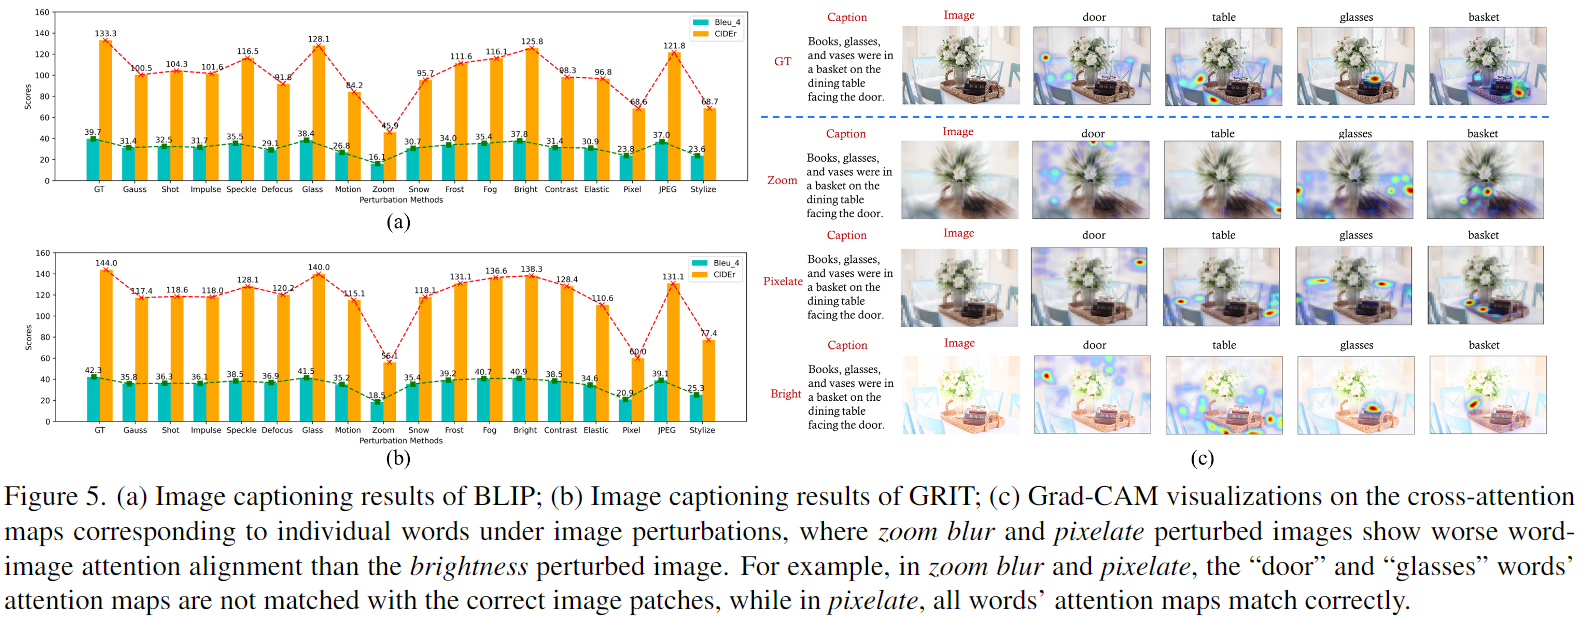 160
140
120
100
80
60
40
20
0
Scores
Bleu_4
CIDEr
133.3
100.5
104.3
101.6
116.5
91.8
128.1
84.2
45.9
95.7
111.6
116.1
125.8
98.3
96.8
68.6
121.8
68.7
39.7
31.4
32.5
31.7
35.5
29.1
38.4
26.8
16.1
30.7
34.0
35.4
37.8
31.4
30.9
23.8
37.0
23.6
GT Gauss Shot Impulse Speckle Defocus Glass Motion Zoom Snow Frost Fog Bright Contrast Elastic Pixel JPEG Stylize
Perturbation Methods
(a)
160
140
120
100
80
60
40
20
0
Scores
Bleu_4
CIDEr
144.0
117.4
118.6
118.0
128.1
120.2
140.0
115.1
56.1
118.1
131.1
136.6
138.3
128.4
110.6
60.0
131.1
77.4
42.3
35.8
36.3
36.1
38.5
36.9
41.5
35.2
18.5
35.4
39.2
40.7
40.9
38.5
34.6
20.9
39.1
25.3
GT Gauss Shot Impulse Speckle Defocus Glass Motion Zoom Snow Frost Fog Bright Contrast Elastic Pixel JPEG Stylize
Perturbation Methods
(b)
Caption Image door table glasses basket
GT
Books, glasses,
and vases were in
a basket on the
dining table
facing the door.
Caption Image door table glasses basket
Zoom
Books, glasses,
and vases were in
a basket on the
dining table
facing the door.
Caption Image door table glasses basket
Pixelate
Books, glasses,
and vases were in
a basket on the
dining table
facing the door.
Caption Image door table glasses basket
Bright
Books, glasses,
and vases were in
a basket on the
dining table
facing the door.
(c)
Figure 5. (a) Image captioning results of BLIP; (b) Image captioning results of GRIT; (c) Grad-CAM visualizations on the cross-attention
maps corresponding to individual words under image perturbations, where zoom blur and pixelate perturbed images show worse word-
image attention alignment than the brightness perturbed image. For example, in zoom blur and pixelate, the “door” and “glasses” words’
attention maps are not matched with the correct image patches, while in pixelate, all words’ attention maps match correctly.